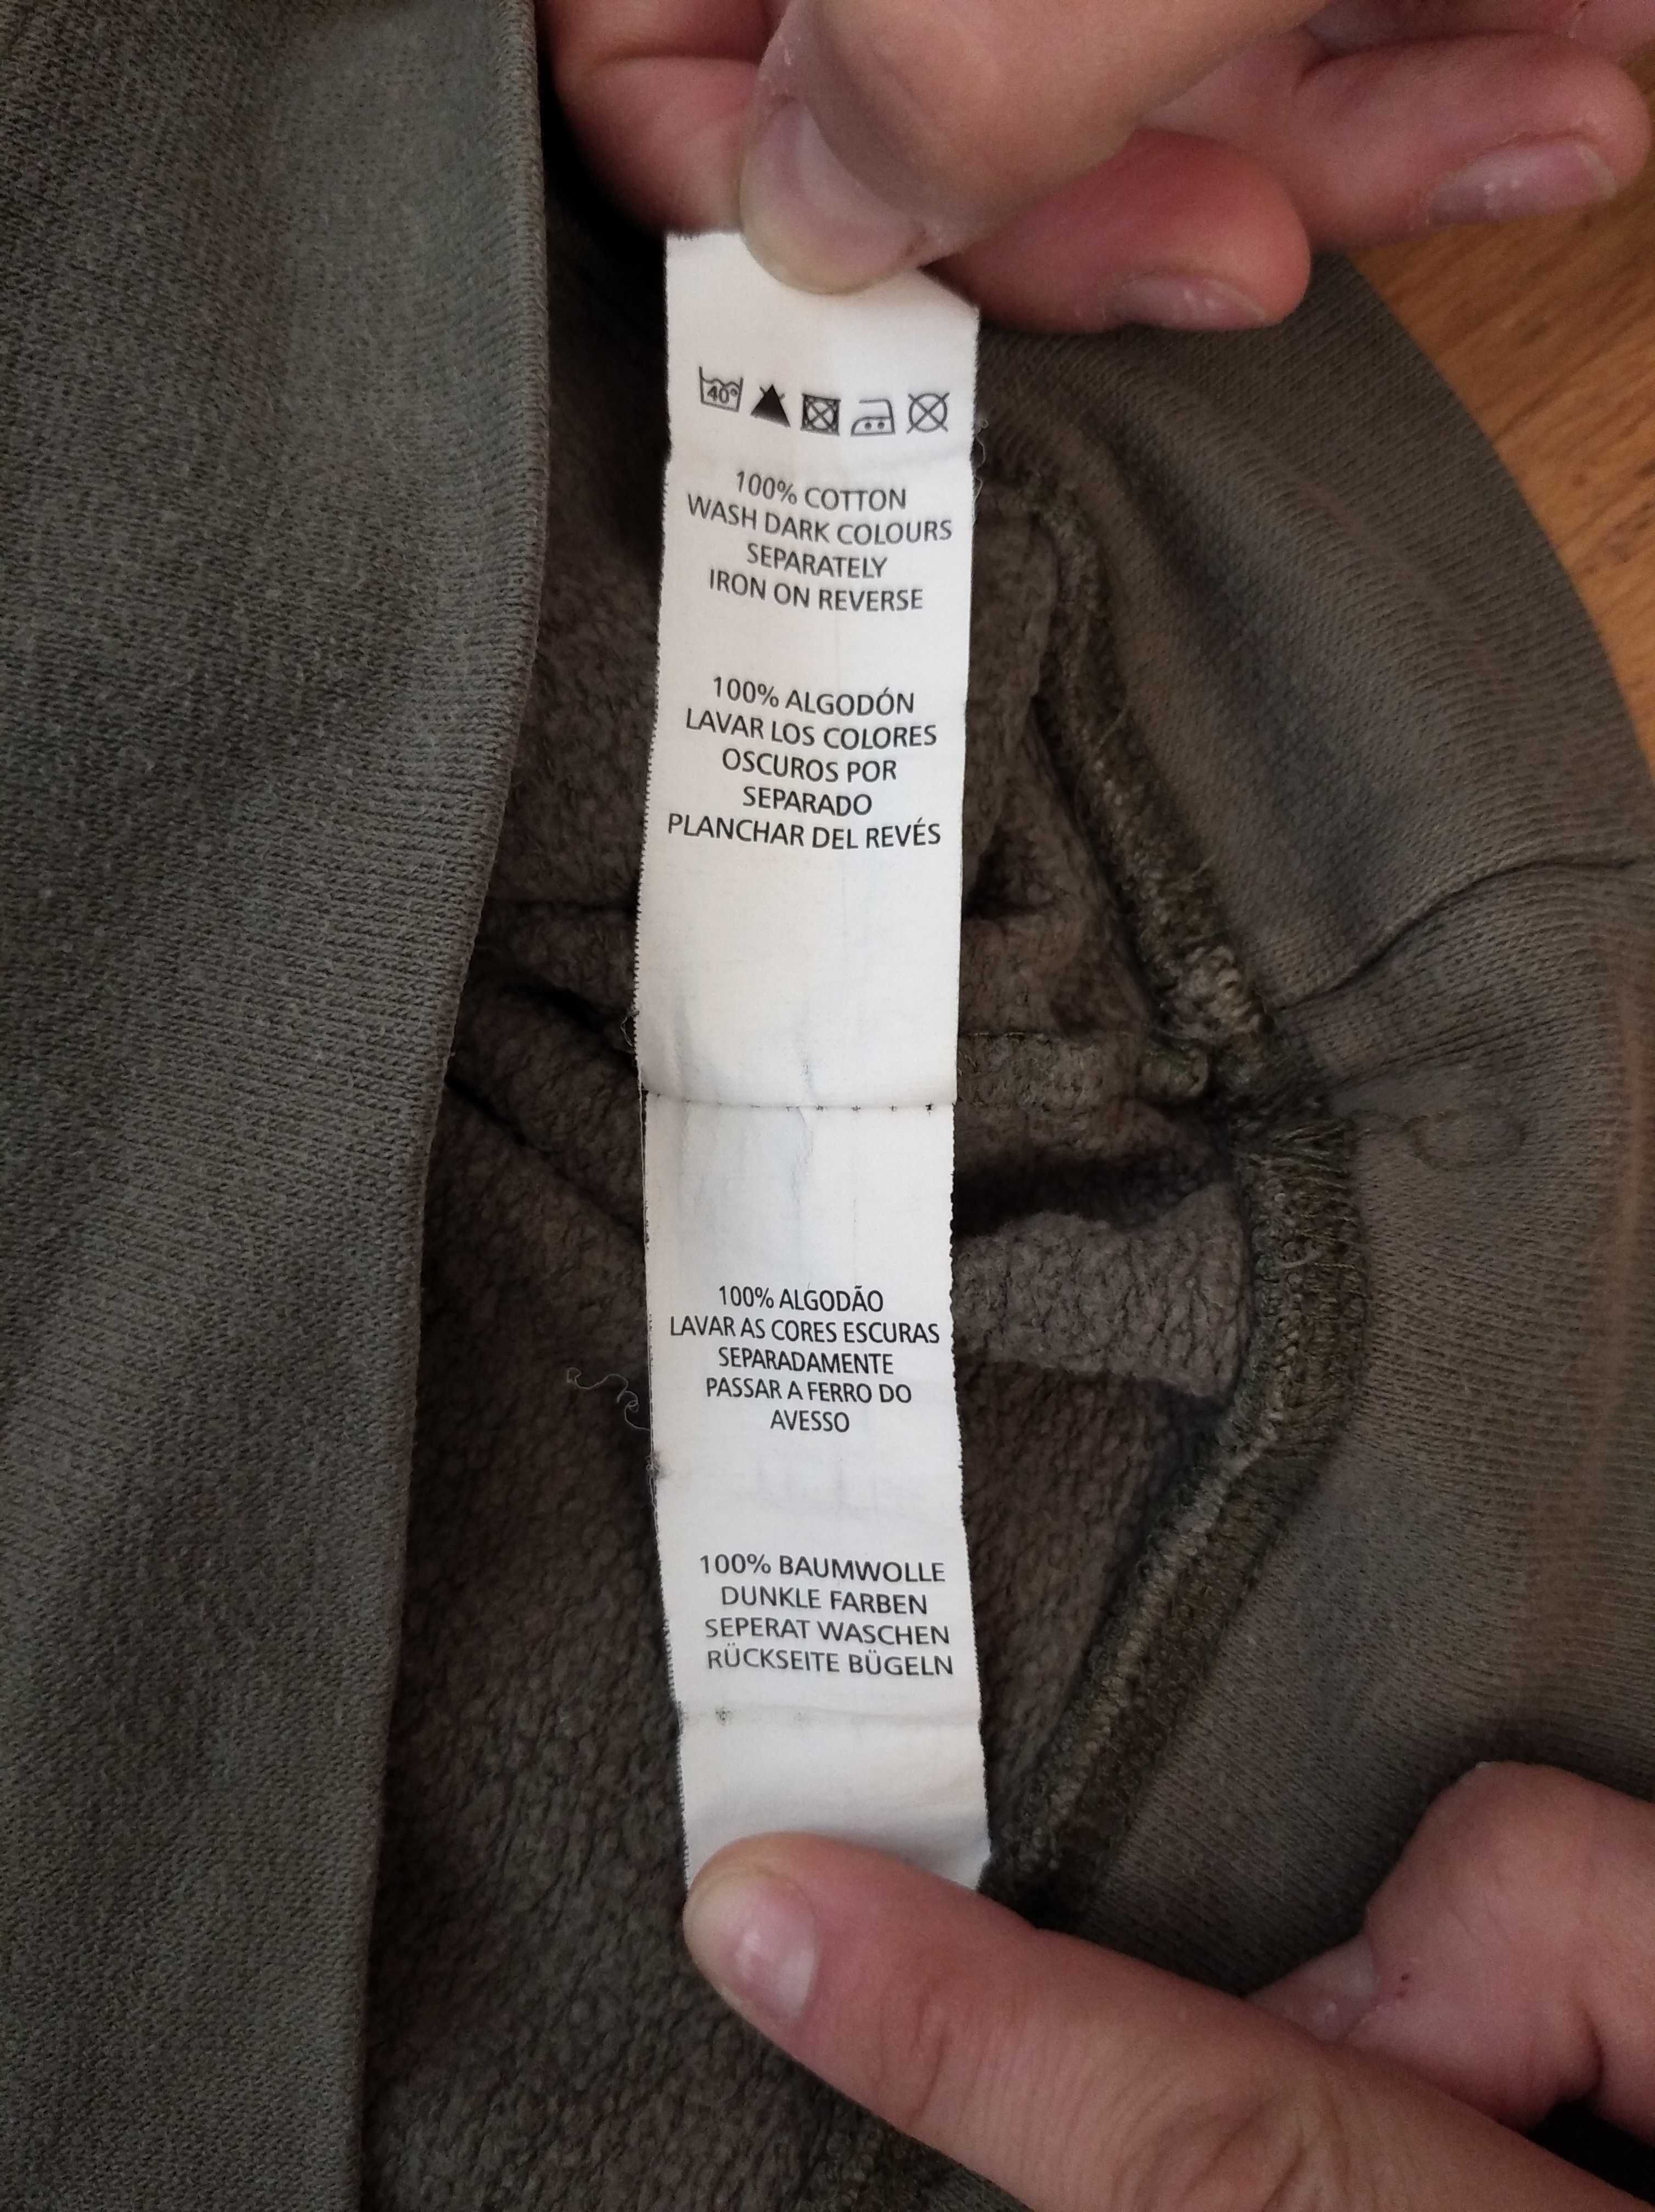 40°
100% COTTON
WASH DARK COLOURS
SEPARATELY
IRON ON REVERSE
100% ALGODÓN
LAVAR LOS COLORES
OSCUROS POR
SEPARADO
PLANCHAR DEL REVÉS
100% ALGODÃO
LAVAR AS CORES ESCURAS
SEPARADAMENTE
PASSAR A FERRO DO
AVESSO
100% BAUMWOLLE
DUNKLE FARBEN
SEPERAT WASCHEN
RÜCKSEITE BÜGELN